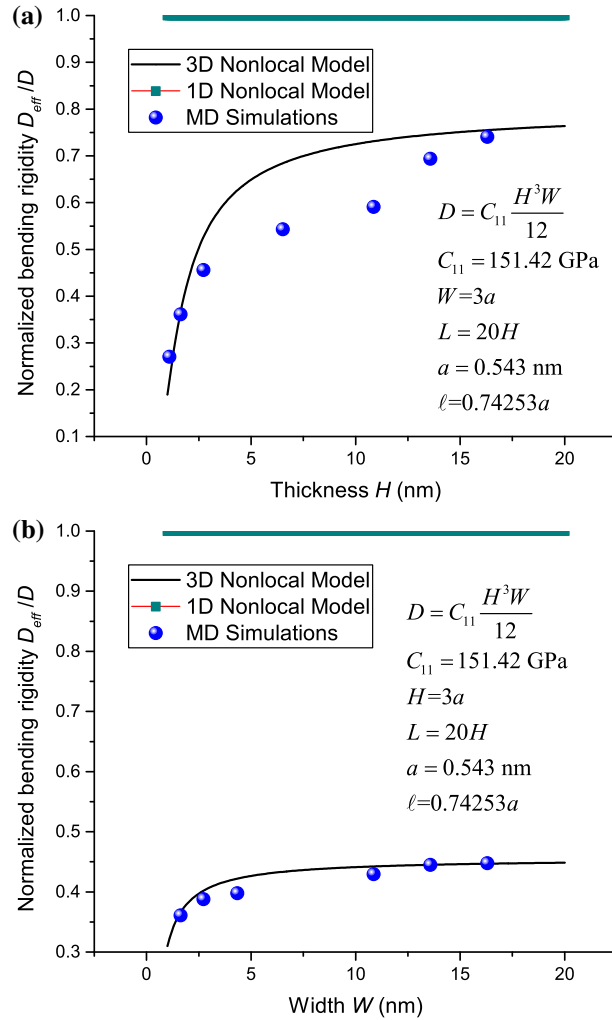 (a)
1.0
0.9
0.8
0.7
0.6
0.5
0.4
0.3
0.2
0.1
Normalized bending rigidity D_eff /D
3D Nonlocal Model
1D Nonlocal Model
MD Simulations
D = C₁₁ H³W/12
C₁₁ = 151.42 GPa
W=3a
L = 20H
a = 0.543 nm
ℓ=0.74253a
0 5 10 15 20
Thickness H (nm)
(b)
1.0
0.9
0.8
0.7
0.6
0.5
0.4
0.3
Normalized bending rigidity D_eff /D
3D Nonlocal Model
1D Nonlocal Model
MD Simulations
D = C₁₁ H³W/12
C₁₁ = 151.42 GPa
H=3a
L = 20H
a = 0.543 nm
ℓ=0.74253a
0 5 10 15 20
Width W (nm)